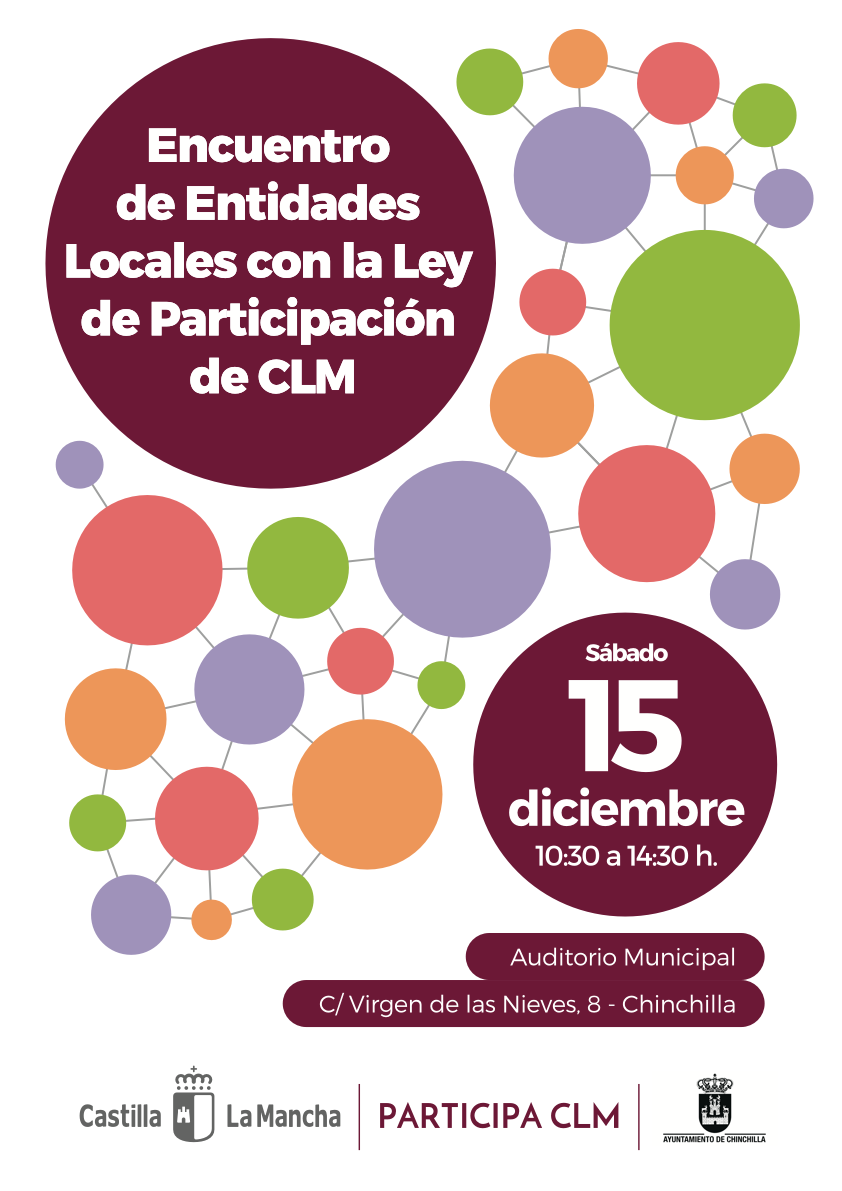 Encuentro
de Entidades
Locales con la Ley
de Participación
de CLM
Sábado
15
diciembre
10:30 a 14:30 h.
Auditorio Municipal
C/ Virgen de las Nieves, 8 - Chinchilla
Castilla La Mancha
PARTICIPA CLM
AYUNTAMIENTO DE CHINCHILLA